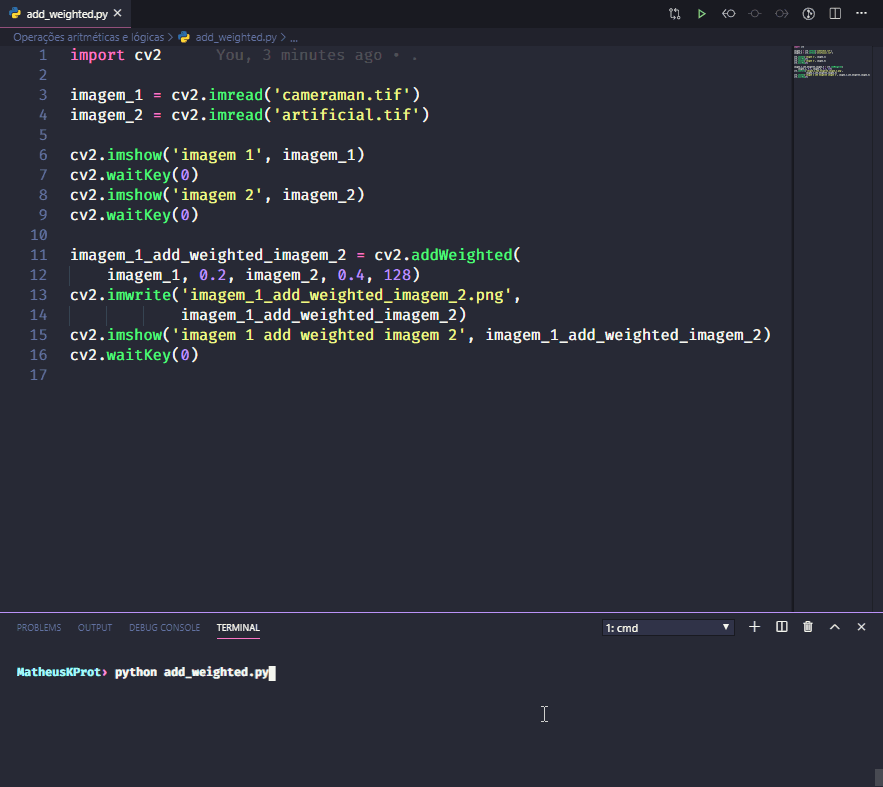 add_weighted.py
Operações aritméticas e lógicas > add_weighted.py > ...
1 import cv2 You, 3 minutes ago • .
2
3 imagem_1 = cv2.imread('cameraman.tif')
4 imagem_2 = cv2.imread('artificial.tif')
5
6 cv2.imshow('imagem 1', imagem_1)
7 cv2.waitKey(0)
8 cv2.imshow('imagem 2', imagem_2)
9 cv2.waitKey(0)
10
11 imagem_1_add_weighted_imagem_2 = cv2.addWeighted(
12     imagem_1, 0.2, imagem_2, 0.4, 128)
13 cv2.imwrite('imagem_1_add_weighted_imagem_2.png',
14             imagem_1_add_weighted_imagem_2)
15 cv2.imshow('imagem 1 add weighted imagem 2', imagem_1_add_weighted_imagem_2)
16 cv2.waitKey(0)
17
PROBLEMS OUTPUT DEBUG CONSOLE TERMINAL 1: cmd
MatheusKProt› python add_weighted.py